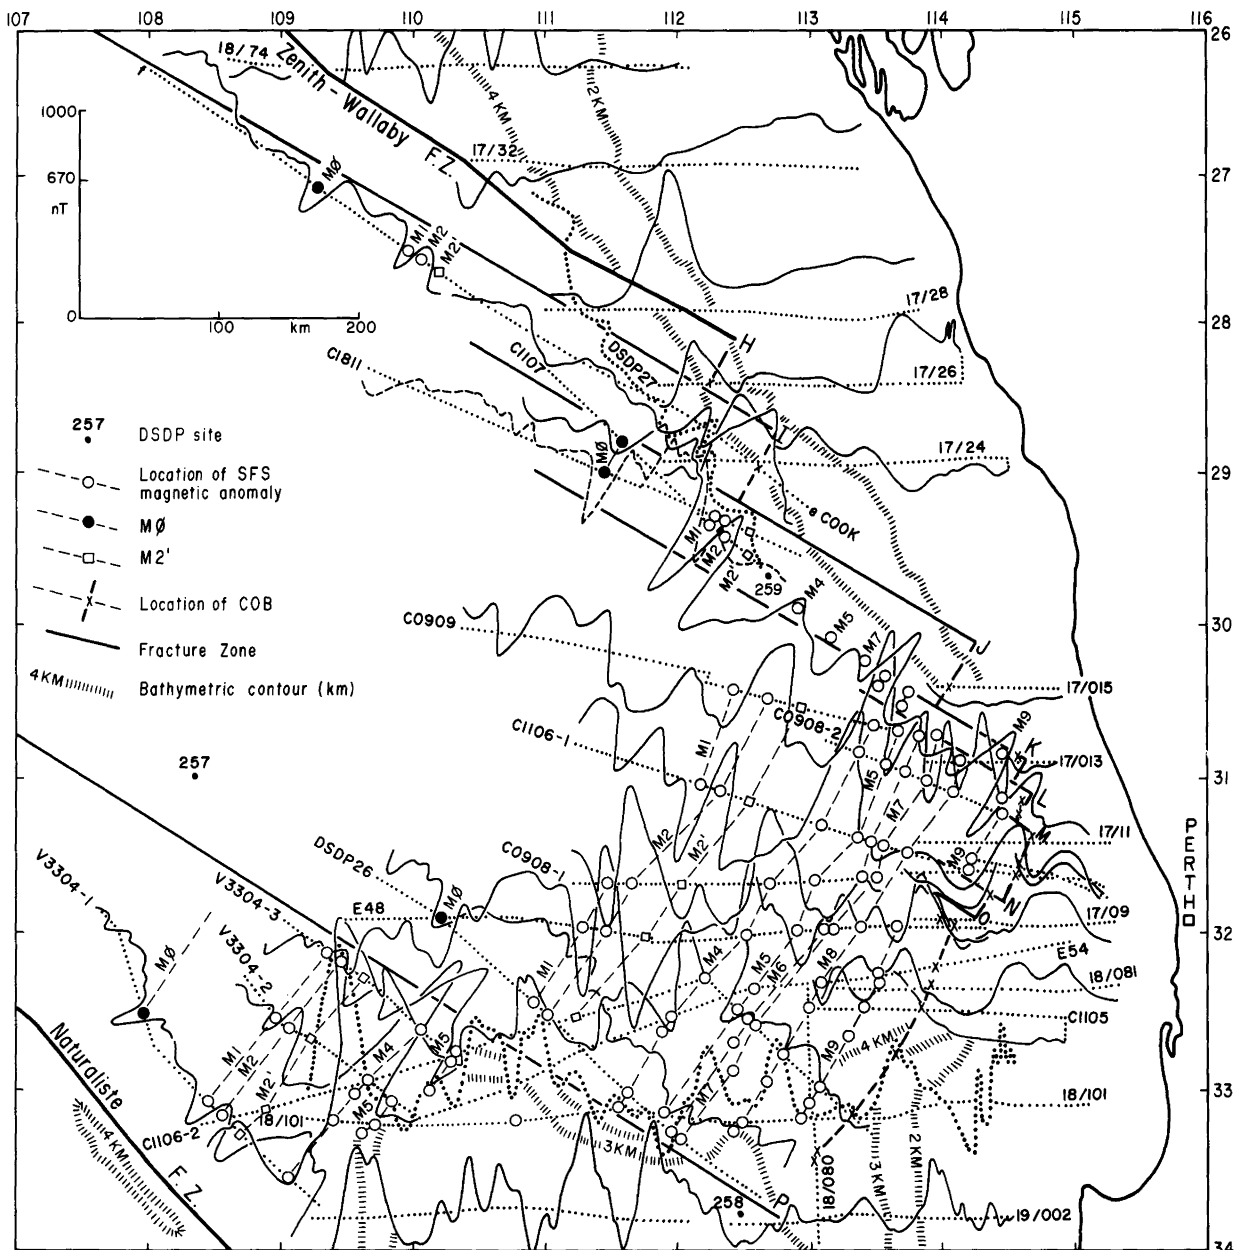 107 108 109 110 111 112 113 114 115 116
26
27
28
29
30
31
32
33
34
18/74
Zenith-Wallaby F.Z.
4 KM
2 KM
17/32
1000
670
nT
0
100 km 200
MØ
M1
M2
M2'
17/28
H
C1811
C1107
DSDP27
17/26
I
17/24
257
DSDP site
Location of SFS
magnetic anomaly
MØ
M2'
Location of COB
Fracture Zone
4KM Bathymetric contour (km)
MØ
COOK
M1
M2
M2'
259
M4
M5
M7
J
17/015
C0909
C1106-1
C0908-2
M1
M9
K
17/013
257
M5
M7
L
M
17/11
PERTH
M2
M2'
DSDP26
C0908-1
M9
N
O
17/09
V3304-1
V3304-3
E48
MØ
MØ
V3304-2
M1
M4
M5
M6
M8
E54
18/081
C1105
M1
M2
M2'
M4
M5
M5
M7
M9
4 KM
18/101
Naturaliste F.Z.
4 KM
C1106-2
18/101
3KM
3 KM
2 KM
18/080
P
258
19/002